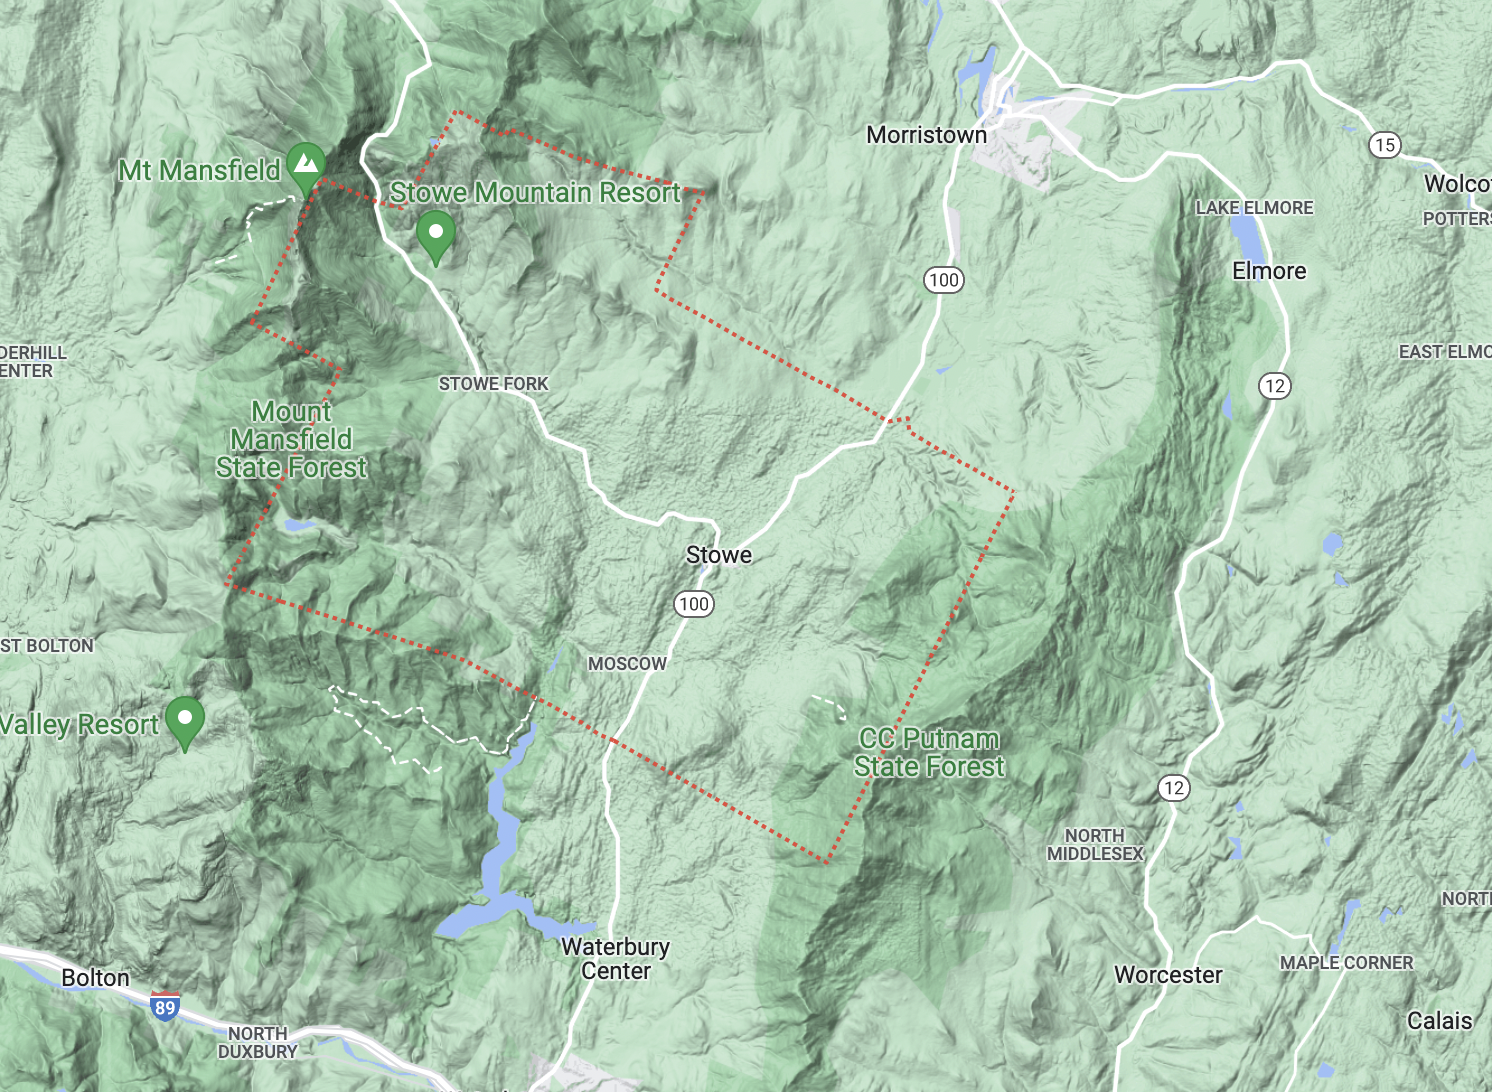 Morristown
15
Mt Mansfield
Stowe Mountain Resort
LAKE ELMORE
Elmore
100
STOWE FORK
12
Mount
Mansfield
State Forest
Stowe
100
MOSCOW
Valley Resort
CC Putnam
State Forest
12
NORTH
MIDDLESEX
Waterbury
Center
Worcester
MAPLE CORNER
Bolton
89
Calais
NORTH
DUXBURY
ST BOLTON
DERHILL
ENTER
EAST ELMO
Wolco
POTTERS
NORT